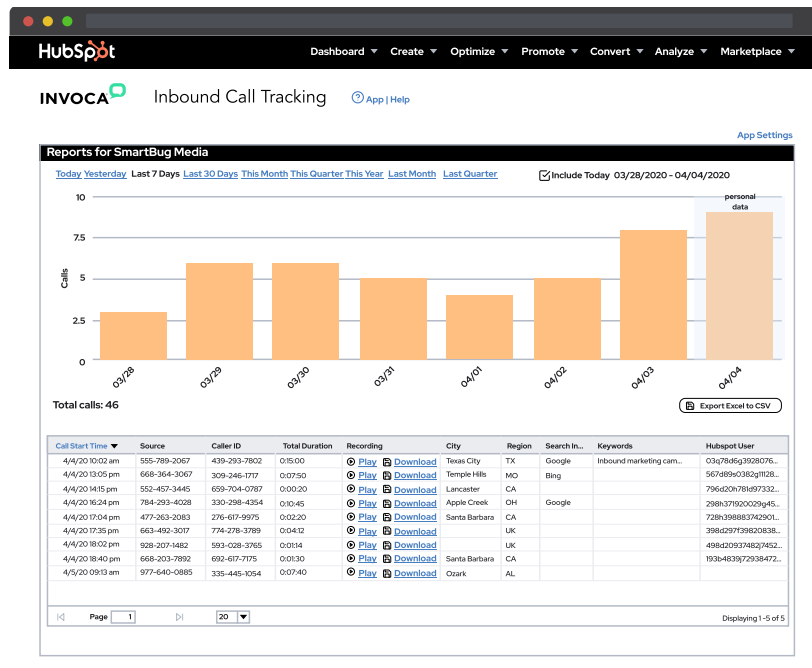 HubSpot Dashboard Create Optimize Promote Convert Analyze Marketplace
INVOCA Inbound Call Tracking ? App | Help
App Settings
Reports for SmartBug Media
Today Yesterday Last 7 Days Last 30 Days This Month This Quarter This Year Last Month Last Quarter Include Today 03/28/2020 - 04/04/2020
personal
data
10
7.5
5
2.5
0
Calls
03/28 03/29 03/30 03/31 04/01 04/02 04/03 04/04
Total calls: 46 Export Excel to CSV
Call Start Time Source Caller ID Total Duration Recording City Region Search In... Keywords Hubspot User
4/4/20 10:02 am 555-789-2067 439-293-7802 0:15:00 Play Download Texas City TX Google Inbound marketing cam... 03q78d6g3928076...
4/4/20 13:05 pm 668-364-3067 309-246-1717 0:07:50 Play Download Temple Hills MO Bing 567d89s0382g11128...
4/4/20 14:15 pm 552-457-3445 659-704-0787 0:00:20 Play Download Lancaster CA 796d20h781d97332...
4/4/20 16:24 pm 784-293-4028 330-298-4354 0:10:45 Play Download Apple Creek OH Google 298h371920029g45...
4/4/20 17:04 pm 477-263-2083 276-617-9975 0:02:20 Play Download Santa Barbara CA 728h398883742901...
4/4/20 17:35 pm 663-492-3017 774-278-3789 0:04:12 Play Download UK 398d297f39820838...
4/4/20 18:02 pm 928-207-1482 593-028-3765 0:01:14 Play Download UK 498d20937482j7452...
4/4/20 18:40 pm 668-203-7892 692-617-7175 0:01:30 Play Download Santa Barbara CA 193b4839j72938472...
4/5/20 09:13 am 977-640-0885 335-445-1054 0:07:40 Play Download Ozark AL
Page 1 20 Displaying 1 -5 of 5